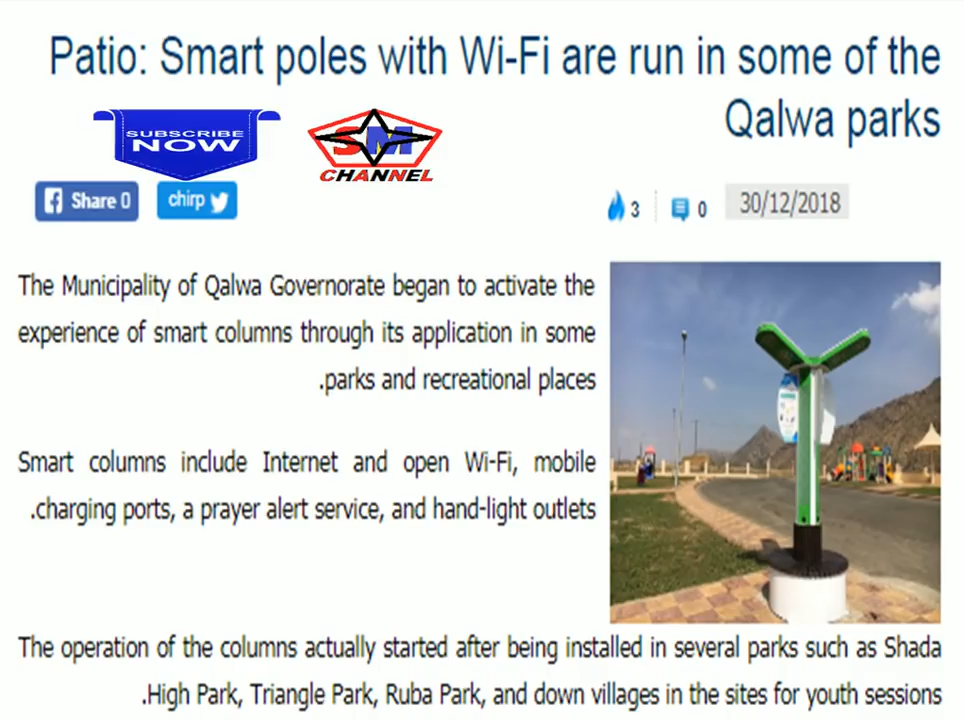 Patio: Smart poles with Wi-Fi are run in some of the
Qalwa parks
SUBSCRIBE
NOW
SM
CHANNEL
Share 0
chirp
3
0
30/12/2018
The Municipality of Qalwa Governorate began to activate the
experience of smart columns through its application in some
.parks and recreational places
Smart columns include Internet and open Wi-Fi, mobile
.charging ports, a prayer alert service, and hand-light outlets
The operation of the columns actually started after being installed in several parks such as Shada
.High Park, Triangle Park, Ruba Park, and down villages in the sites for youth sessions